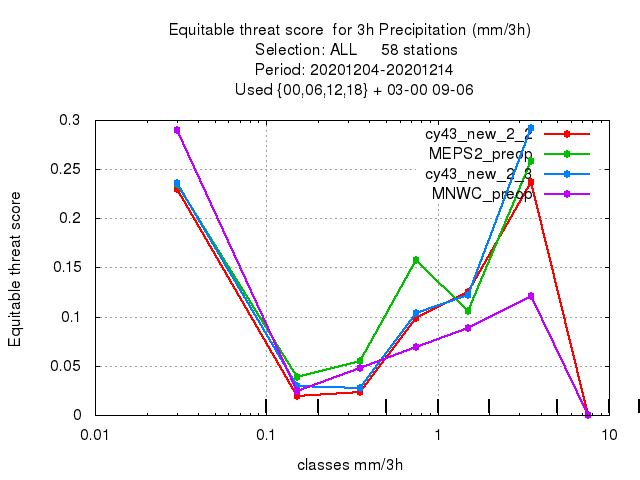 Equitable threat score  for 3h Precipitation (mm/3h)
Selection: ALL     58 stations
Period: 20201204-20201214
Used {00,06,12,18} + 03-00 09-06
Equitable threat score
0.3
0.25
0.2
0.15
0.1
0.05
0
cy43_new_2_2
MEPS2_preop
cy43_new_2_3
MNWC_preop
0.01
0.1
1
10
classes mm/3h